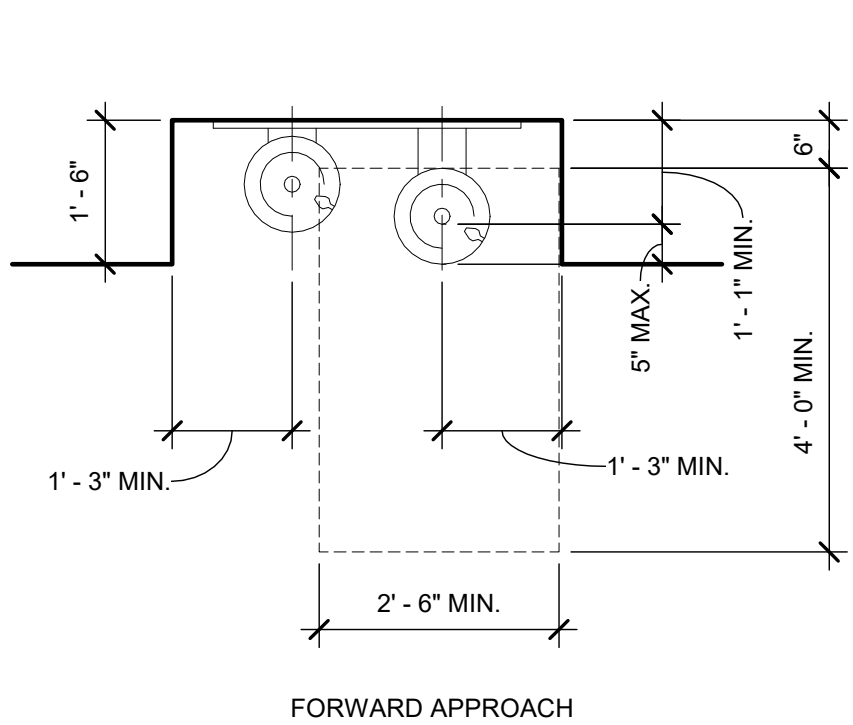 1' - 6"
6"
5" MAX.
1' - 1" MIN.
4' - 0" MIN.
1' - 3" MIN.
1' - 3" MIN.
2' - 6" MIN.
FORWARD APPROACH